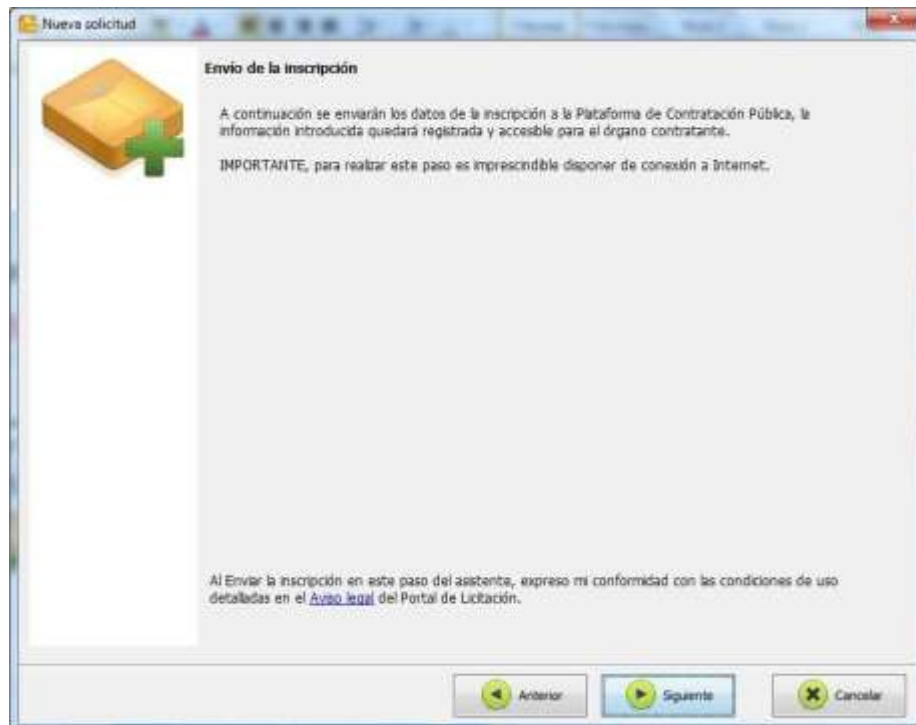 Nueva solicitud
Envío de la inscripción
A continuación se enviarán los datos de la inscripción a la Plataforma de Contratación Pública, la
información introducida quedará registrada y accesible para el órgano contratante.
IMPORTANTE, para realizar este paso es imprescindible disponer de conexión a Internet.
Al Enviar la inscripción en este paso del asistente, expreso mi conformidad con las condiciones de uso
detalladas en el Aviso legal del Portal de Licitación.
Anterior
Siguiente
Cancelar